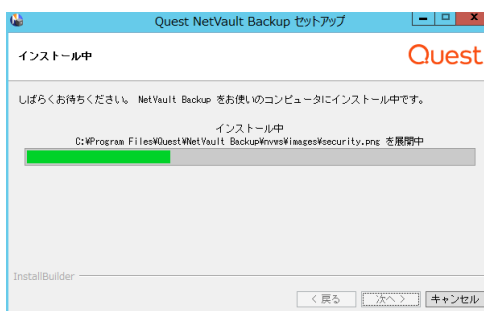 Quest NetVault Backup セットアップ
インストール中
Quest
しばらくお待ちください。 NetVault Backup をお使いのコンピュータにインストール中です。
インストール中
C:¥Program Files¥Quest¥NetVault Backup¥nvws¥images¥security.png を展開中
InstallBuilder
< 戻る 次へ > キャンセル